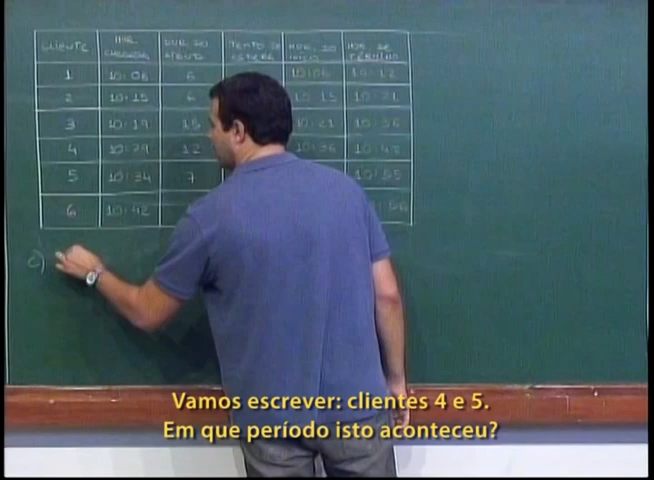 CLIENTE HOR. CHEGADA DUR. DO ATEND. TEMPO DE ESPERA HOR. DO INÍCIO HOR. DE TÉRMINO
1 10:06 6 10:06 10:12
2 10:15 6 10:15 10:21
3 10:17 15 10:21 10:36
4 10:29 12 10:36
5 10:34 7 10:55
6 10:42
c)
Vamos escrever: clientes 4 e 5.
Em que período isto aconteceu?